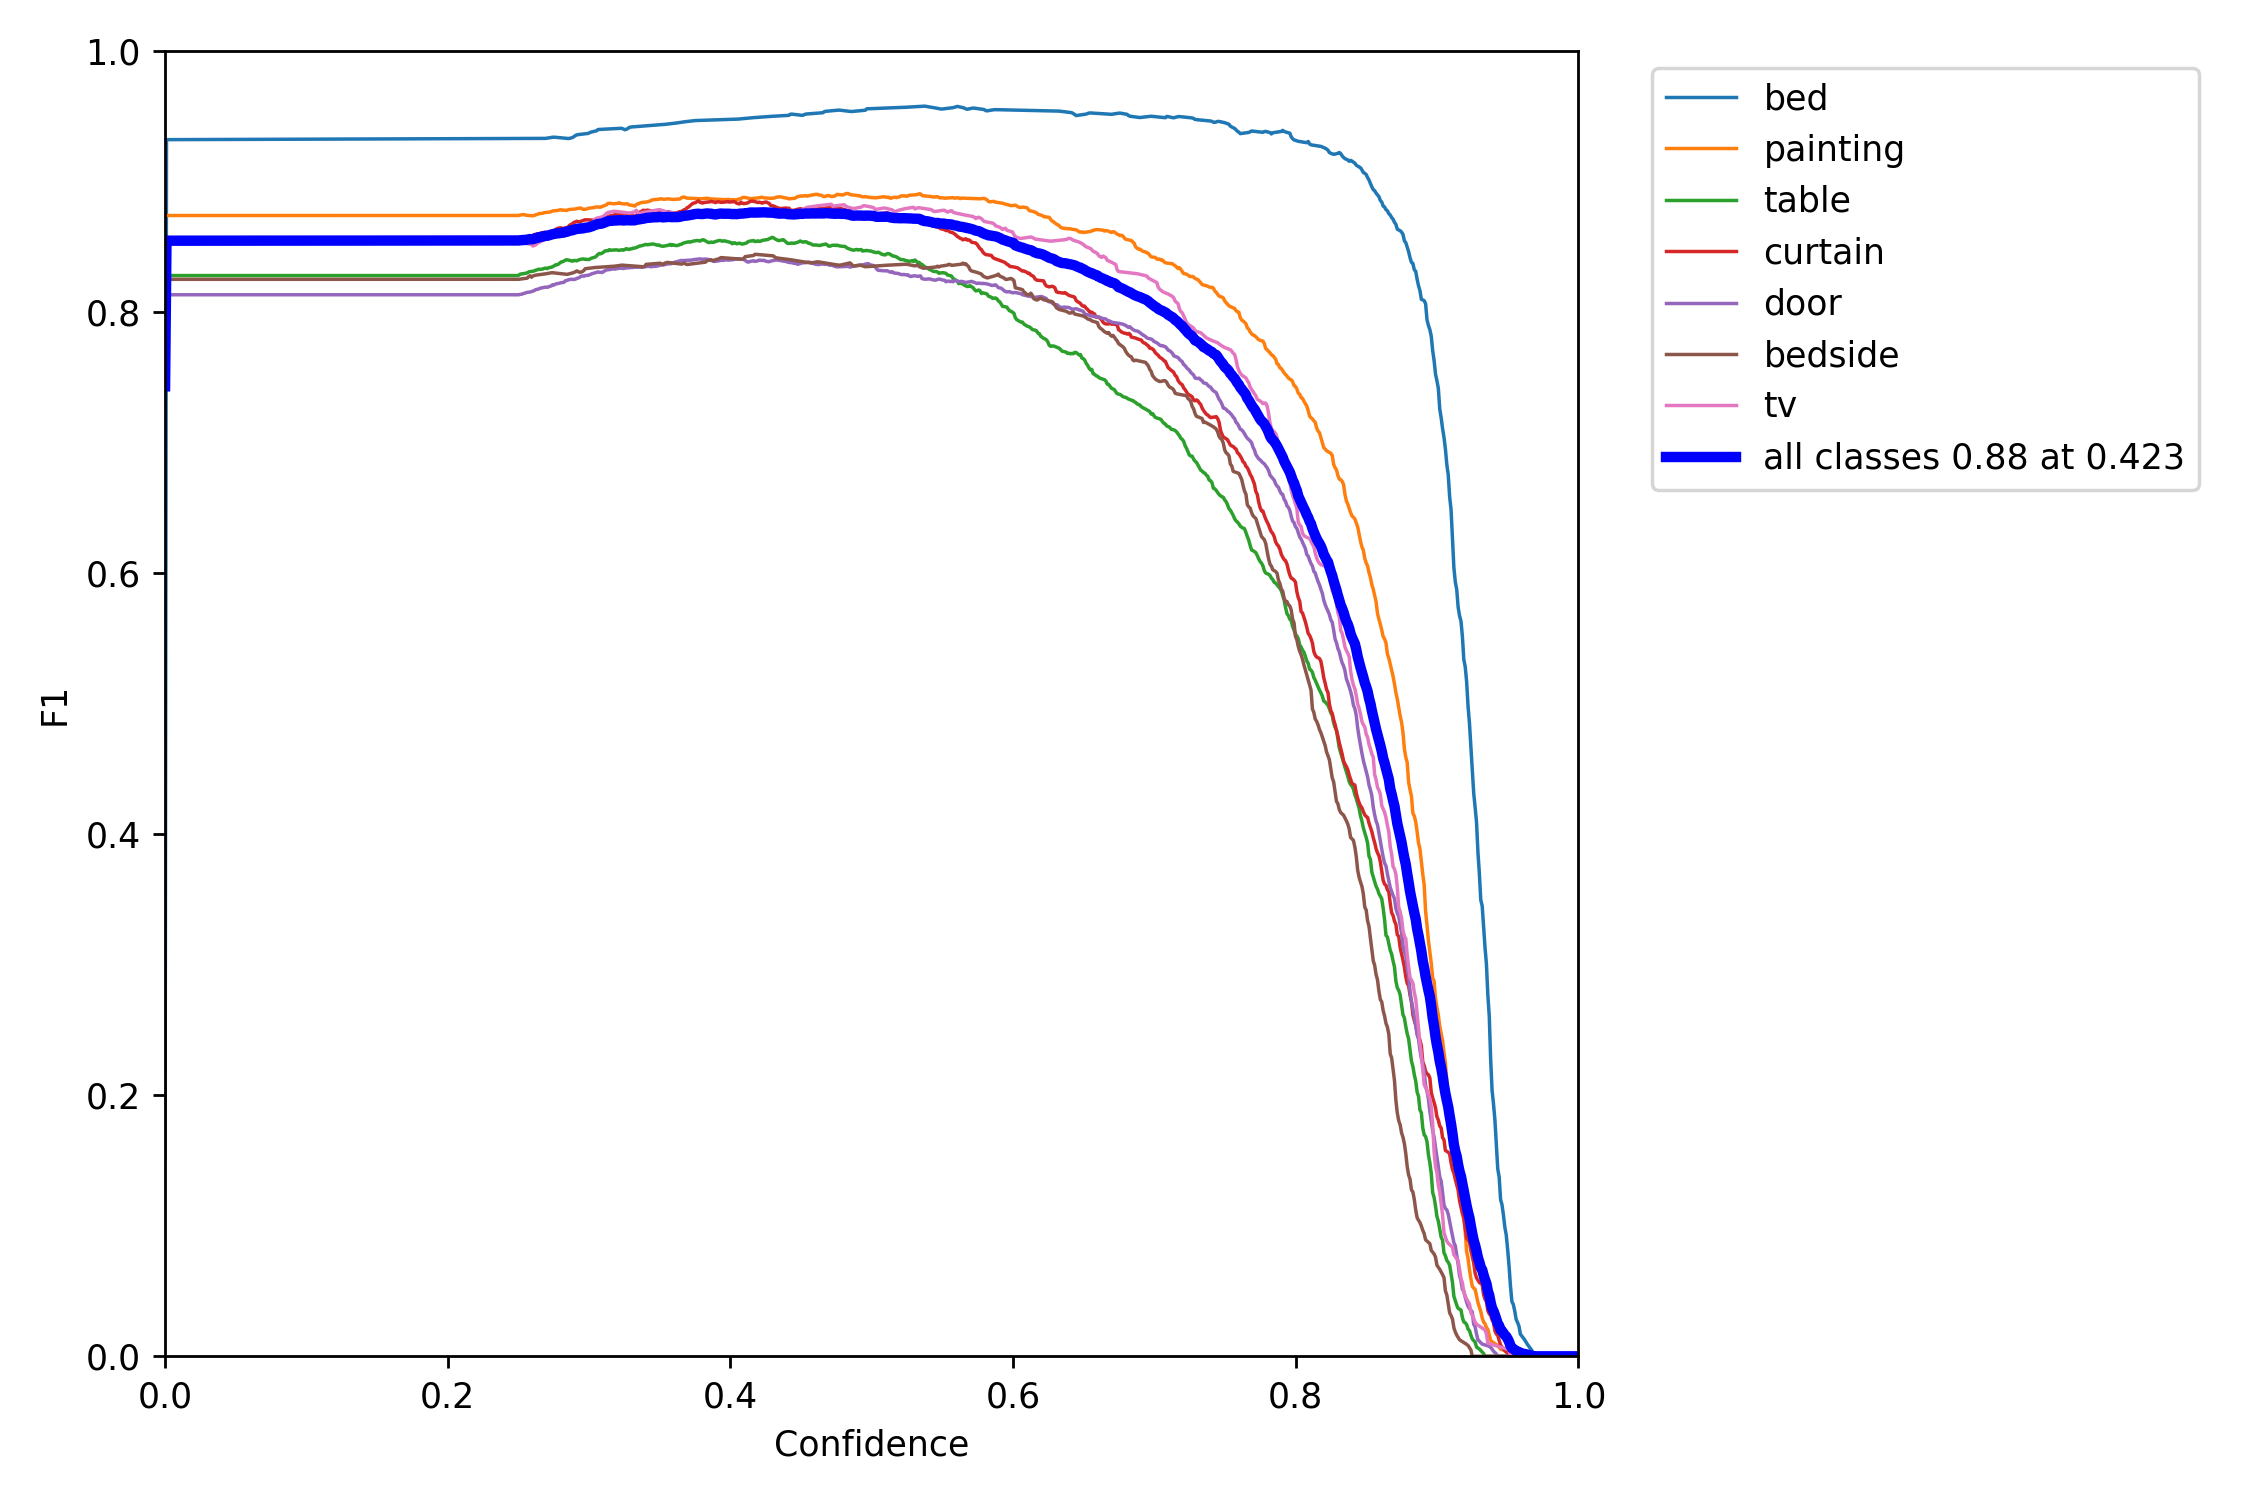 1.0
0.8
0.6
0.4
0.2
0.0
F1
0.0 0.2 0.4 0.6 0.8 1.0
Confidence
bed
painting
table
curtain
door
bedside
tv
all classes 0.88 at 0.423